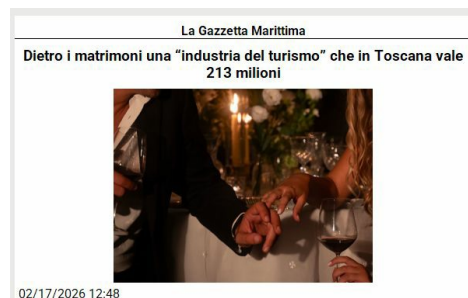 La Gazzetta Marittima
Dietro i matrimoni una “industria del turismo” che in Toscana vale
213 milioni
02/17/2026 12:48